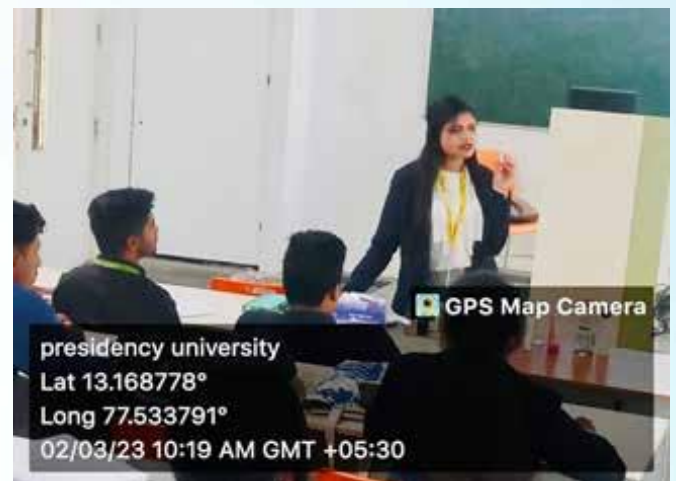 GPS Map Camera
presidency university
Lat 13.168778°
Long 77.533791°
02/03/23 10:19 AM GMT +05:30